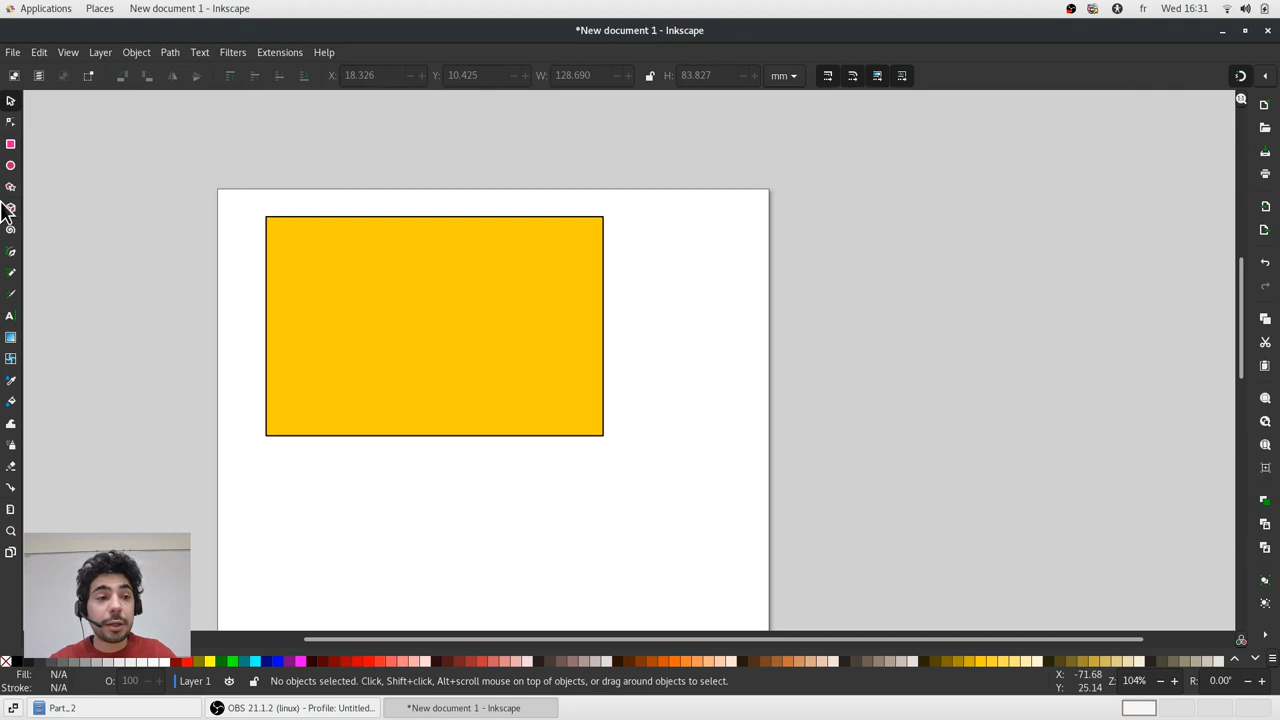 Applications Places New document 1 - Inkscape fr Wed 16:31
*New document 1 - Inkscape
File Edit View Layer Object Path Text Filters Extensions Help
X: 18.326 − + Y: 10.425 − + W: 128.690 − + H: 83.827 − + mm
A
Fill: N/A
Stroke: N/A
O: 100 − +
Layer 1
No objects selected. Click, Shift+click, Alt+scroll mouse on top of objects, or drag around objects to select.
X: -71.68
Y: 25.14
Z: 104% − + R: 0.00° − +
Part_2 OBS 21.1.2 (linux) - Profile: Untitled... *New document 1 - Inkscape